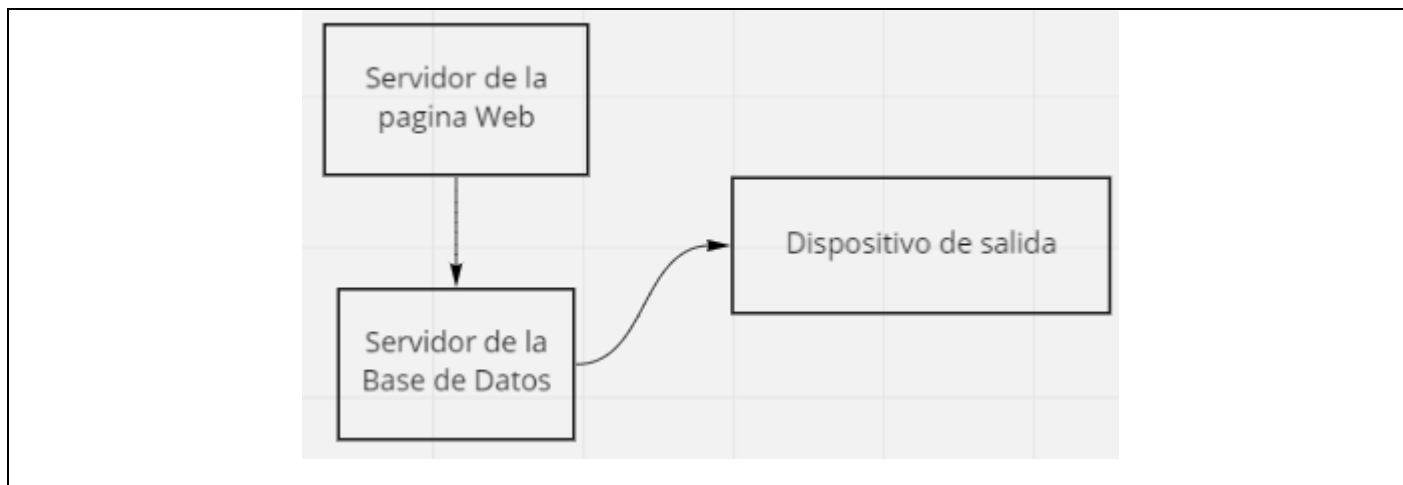 Servidor de la
pagina Web
Dispositivo de salida
Servidor de la
Base de Datos